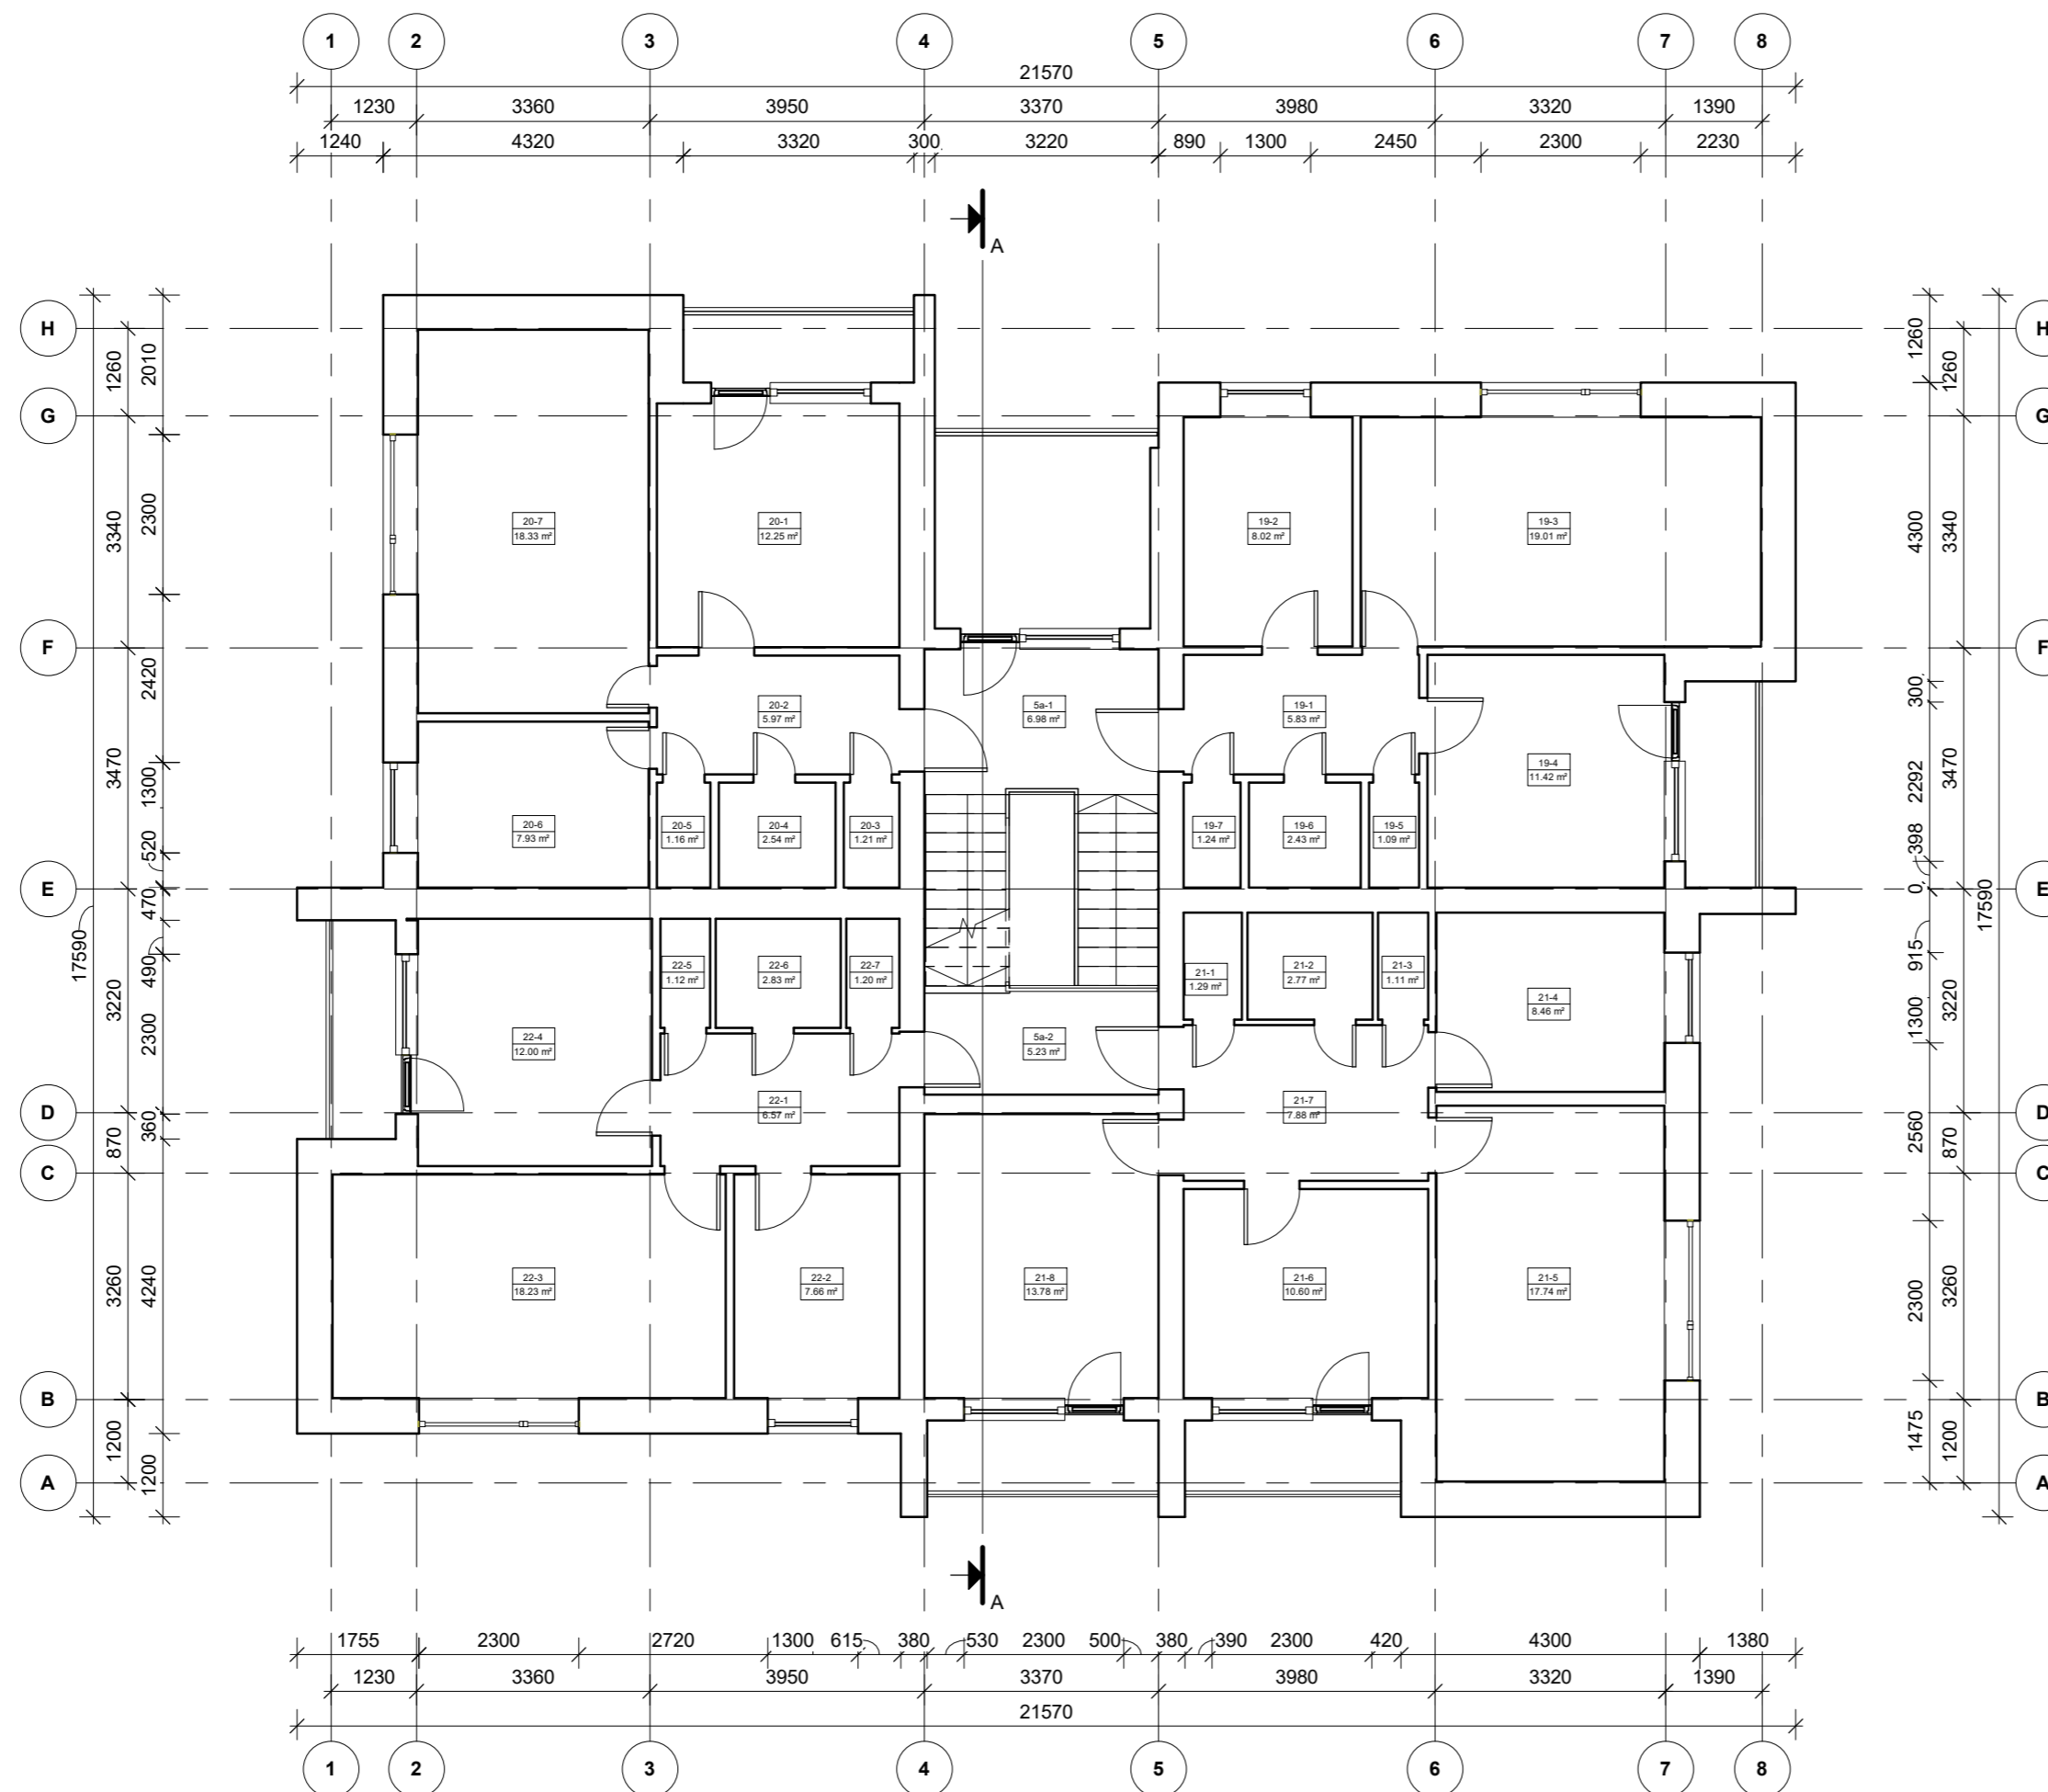 1 2 3 4 5 6 7 8
21570
1230 3360 3950 3370 3980 3320 1390
1240 4320 3320 300 3220 890 1300 2450 2300 2230
A
H H
G G
F F
E E
D D
C C
B B
A A
17590
1260 3340 3470 3220 870 3260 1200
2010 2300 2420 1300 520 470 490 2300 360 4240 1200
1260 4300 300 2292 398 0 915 1300 2560 2300 1475
1260 3340 3470 3220 870 3260 1200
17590
20-7
18.33 m²
20-1
12.25 m²
19-2
8.02 m²
19-3
19.01 m²
20-2
5.97 m²
5a-1
6.98 m²
19-1
5.83 m²
19-4
11.42 m²
20-6
7.93 m²
20-5
1.16 m²
20-4
2.54 m²
20-3
1.21 m²
19-7
1.24 m²
19-6
2.43 m²
19-5
1.09 m²
22-5
1.12 m²
22-6
2.83 m²
22-7
1.20 m²
21-1
1.29 m²
21-2
2.77 m²
21-3
1.11 m²
21-4
8.46 m²
22-4
12.00 m²
5a-2
5.23 m²
22-1
6.57 m²
21-7
7.88 m²
22-3
18.23 m²
22-2
7.66 m²
21-8
13.78 m²
21-6
10.60 m²
21-5
17.74 m²
A
1755 2300 2720 1300 615 380 530 2300 500 380 390 2300 420 4300 1380
1230 3360 3950 3370 3980 3320 1390
21570
1 2 3 4 5 6 7 8